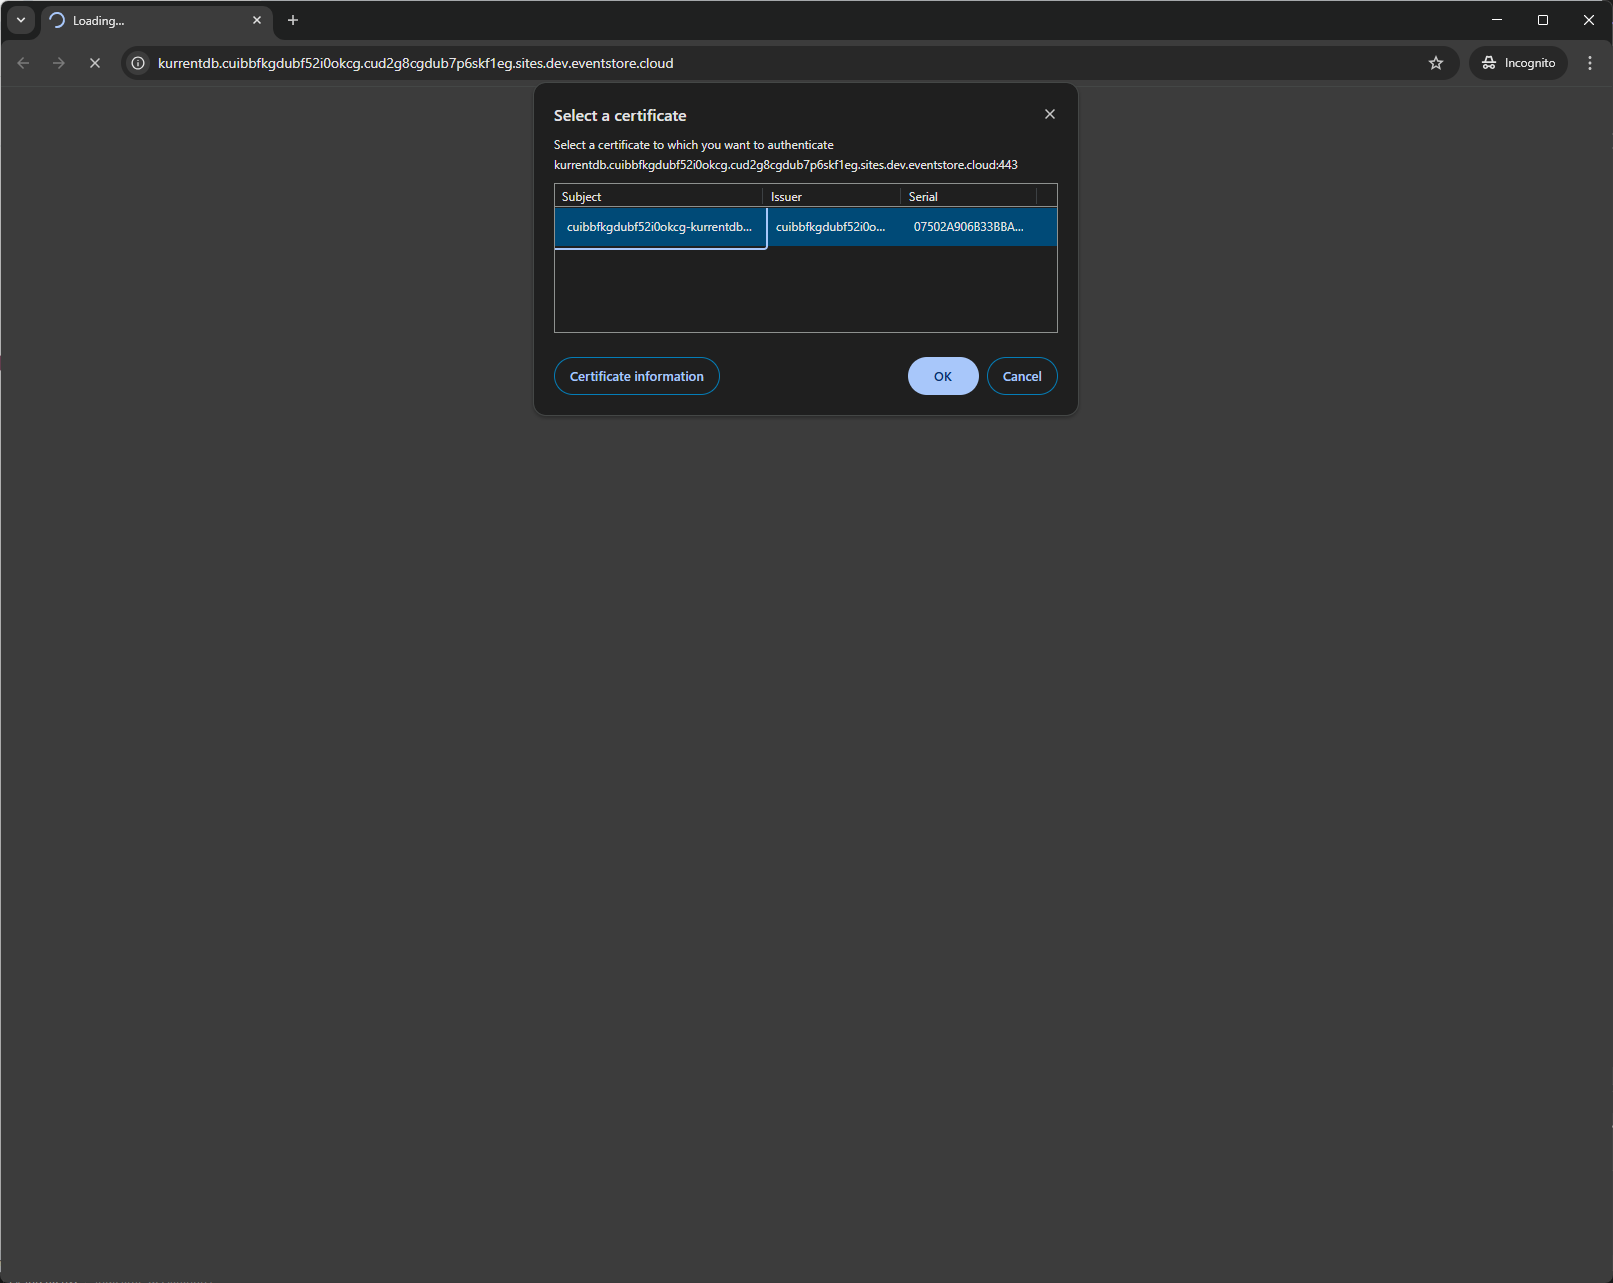 Loading...
kurrentdb.cuibbfkgdubf52i0okcg.cud2g8cgdub7p6skf1eg.sites.dev.eventstore.cloud
Incognito
Select a certificate
Select a certificate to which you want to authenticate
kurrentdb.cuibbfkgdubf52i0okcg.cud2g8cgdub7p6skf1eg.sites.dev.eventstore.cloud:443
Subject Issuer Serial
cuibbfkgdubf52i0okcg-kurrentdb... cuibbfkgdubf52i0o... 07502A906B33BBA...
Certificate information OK Cancel